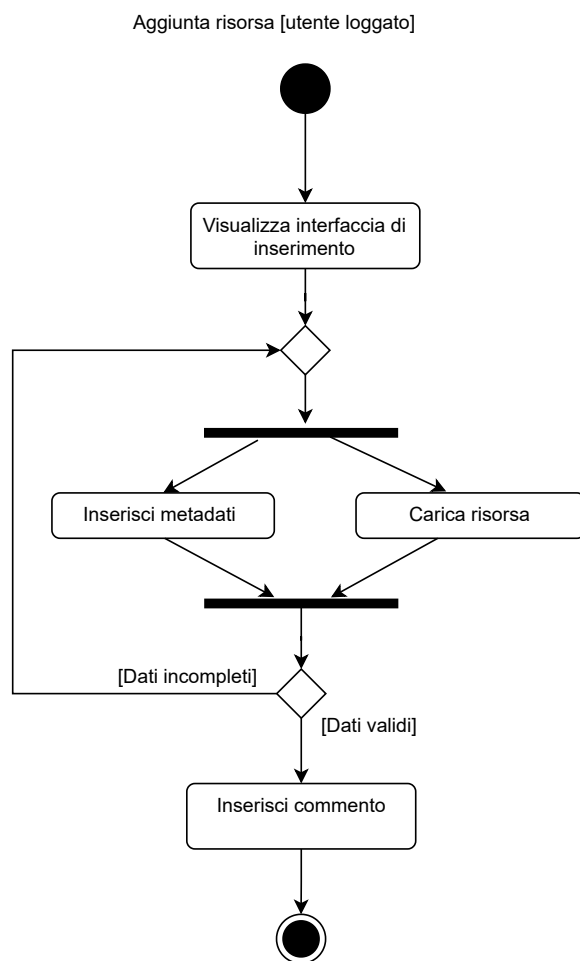 Aggiunta risorsa [utente loggato]
Visualizza interfaccia di
inserimento
Inserisci metadati
Carica risorsa
[Dati incompleti]
[Dati validi]
Inserisci commento